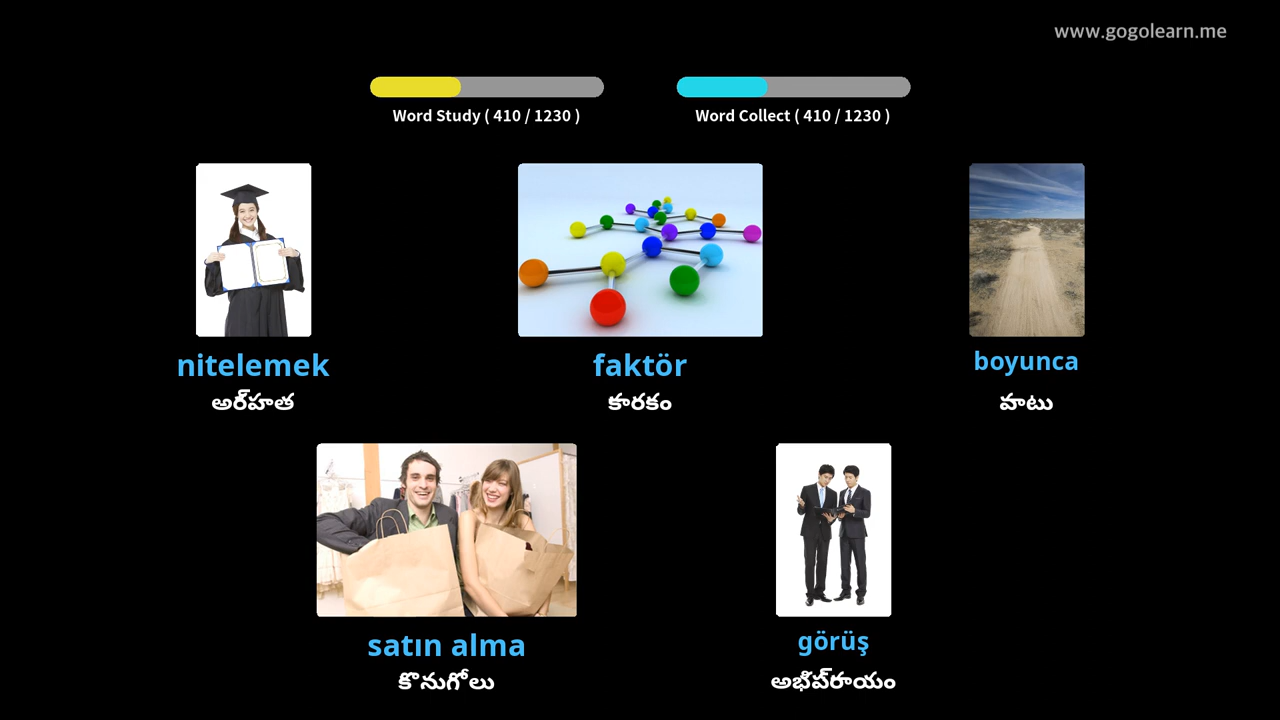 www.gogolearn.me
Word Study ( 410 / 1230 )
Word Collect ( 410 / 1230 )
nitelemek
అర్హత
faktör
కారకం
boyunca
పాటు
satın alma
కొనుగోలు
görüş
అభిప్రాయం